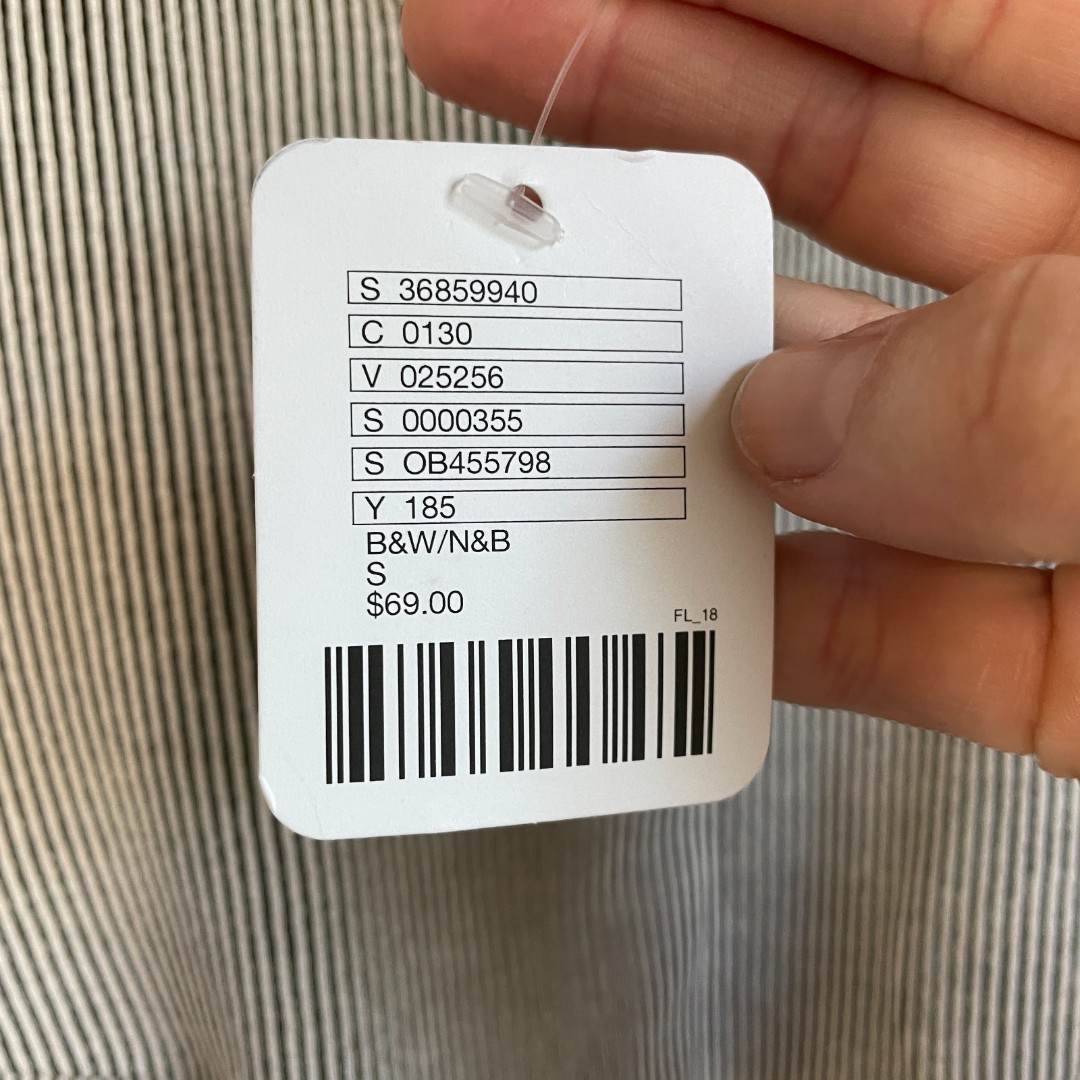 S 36859940
C 0130
V 025256
S 0000355
S OB455798
Y 185
B&W/N&B
S
$69.00
FL_18